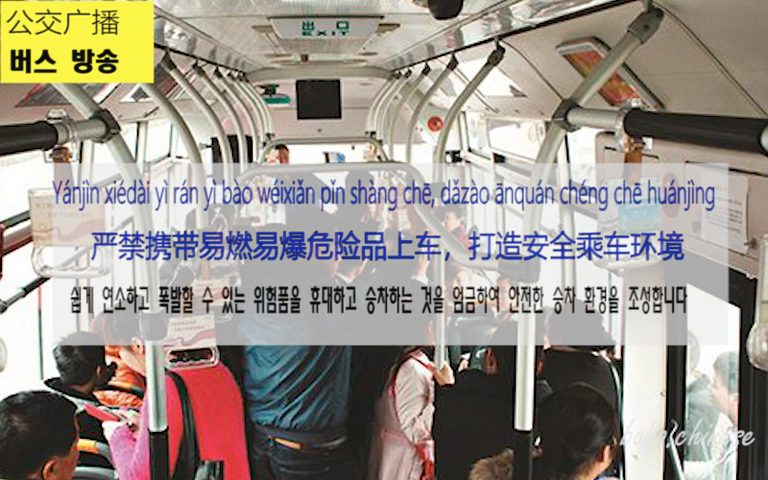 公交广播
버스 방송
出 口
EXIT
Yánjìn xiédài yì rán yì bào wéixiǎn pǐn shàng chē, dǎzào ānquán chéng chē huánjìng
严禁携带易燃易爆危险品上车，打造安全乘车环境
쉽게 연소하고 폭발할 수 있는 위험품을 휴대하고 승차하는 것을 엄금하여 안전한 승차 환경을 조성합니다